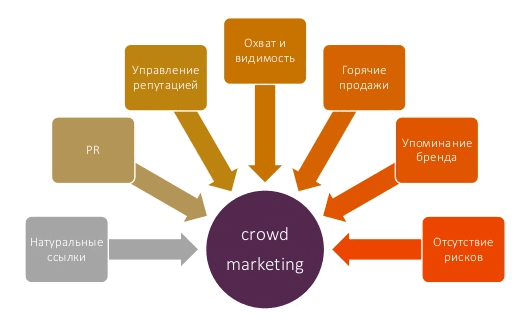 Охват и
видимость
Управление
репутацией
Горячие
продажи
PR
Упоминание
бренда
Натуральные
ссылки
crowd
marketing
Отсутствие
рисков